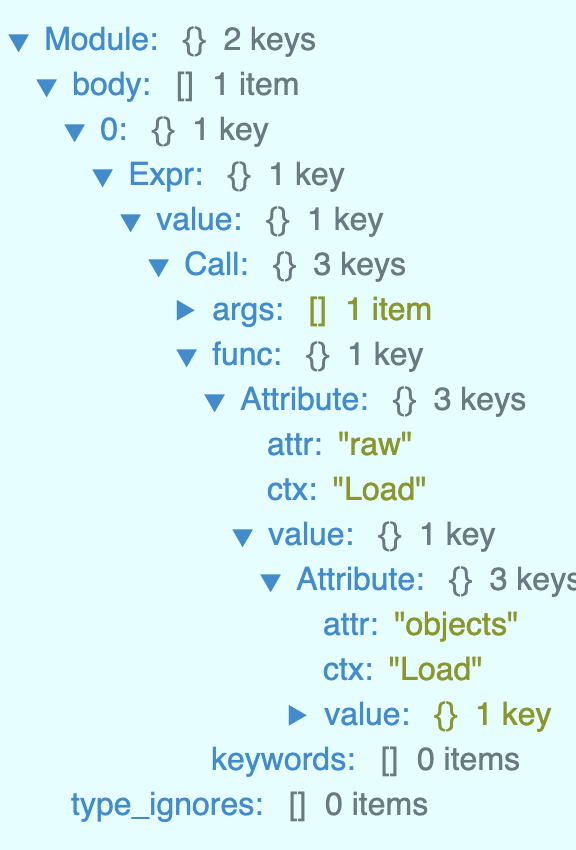 ▼ Module: {} 2 keys
▼ body: [] 1 item
▼ 0: {} 1 key
▼ Expr: {} 1 key
▼ value: {} 1 key
▼ Call: {} 3 keys
▶ args: [] 1 item
▼ func: {} 1 key
▼ Attribute: {} 3 keys
attr: "raw"
ctx: "Load"
▼ value: {} 1 key
▼ Attribute: {} 3 keys
attr: "objects"
ctx: "Load"
▶ value: {} 1 key
keywords: [] 0 items
type_ignores: [] 0 items